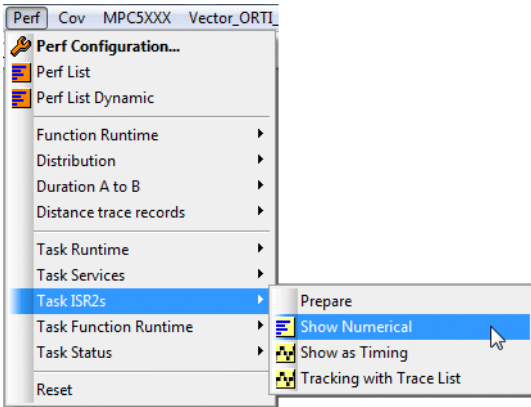 Perf Cov MPC5XXX Vector_ORTI_
Perf Configuration...
Perf List
Perf List Dynamic
Function Runtime
Distribution
Duration A to B
Distance trace records
Task Runtime
Task Services
Task ISR2s
Task Function Runtime
Task Status
Reset
Prepare
Show Numerical
Show as Timing
Tracking with Trace List